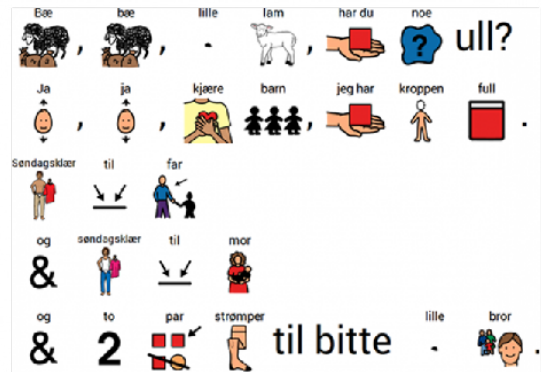 Bæ, bæ, lille lam, har du noe ull?
Ja, ja, kjære barn, jeg har kroppen full.
Søndagsklær til far
og søndagsklær til mor
& &
og to par strømper til bitte lille bror
2